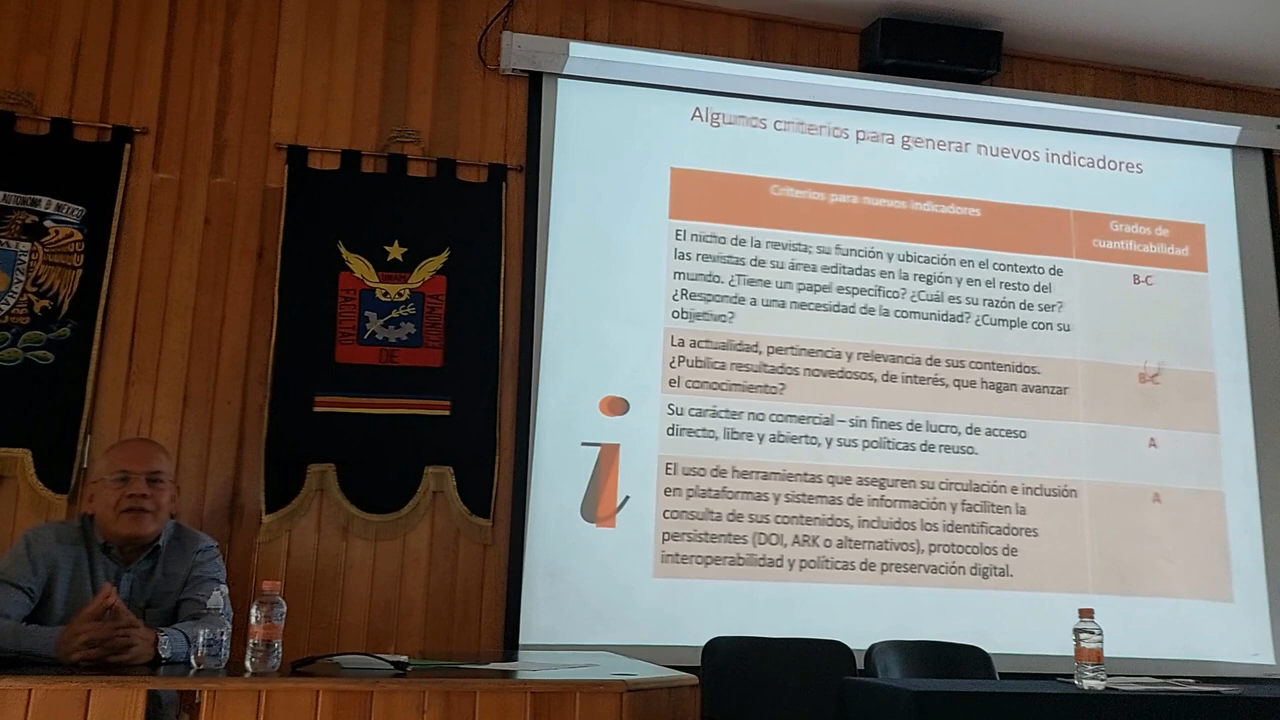 AUTONOMA D MEXICO
UNAM
FACULTAD
DE
ECONOMIA
Algunos criterios para generar nuevos indicadores
Criterios para nuevos indicadores
Grados de
cuantificabilidad
El nicho de la revista; su función y ubicación en el contexto de
las revistas de su área editadas en la región y en el resto del
mundo. ¿Tiene un papel específico? ¿Cuál es su razón de ser?
¿Responde a una necesidad de la comunidad? ¿Cumple con su
objetivo?
B-C
La actualidad, pertinencia y relevancia de sus contenidos.
¿Publica resultados novedosos, de interés, que hagan avanzar
el conocimiento?
B-C
Su carácter no comercial – sin fines de lucro, de acceso
directo, libre y abierto, y sus políticas de reuso.
A
El uso de herramientas que aseguren su circulación e inclusión
en plataformas y sistemas de información y faciliten la
consulta de sus contenidos, incluidos los identificadores
persistentes (DOI, ARK o alternativos), protocolos de
interoperabilidad y políticas de preservación digital.
A
i